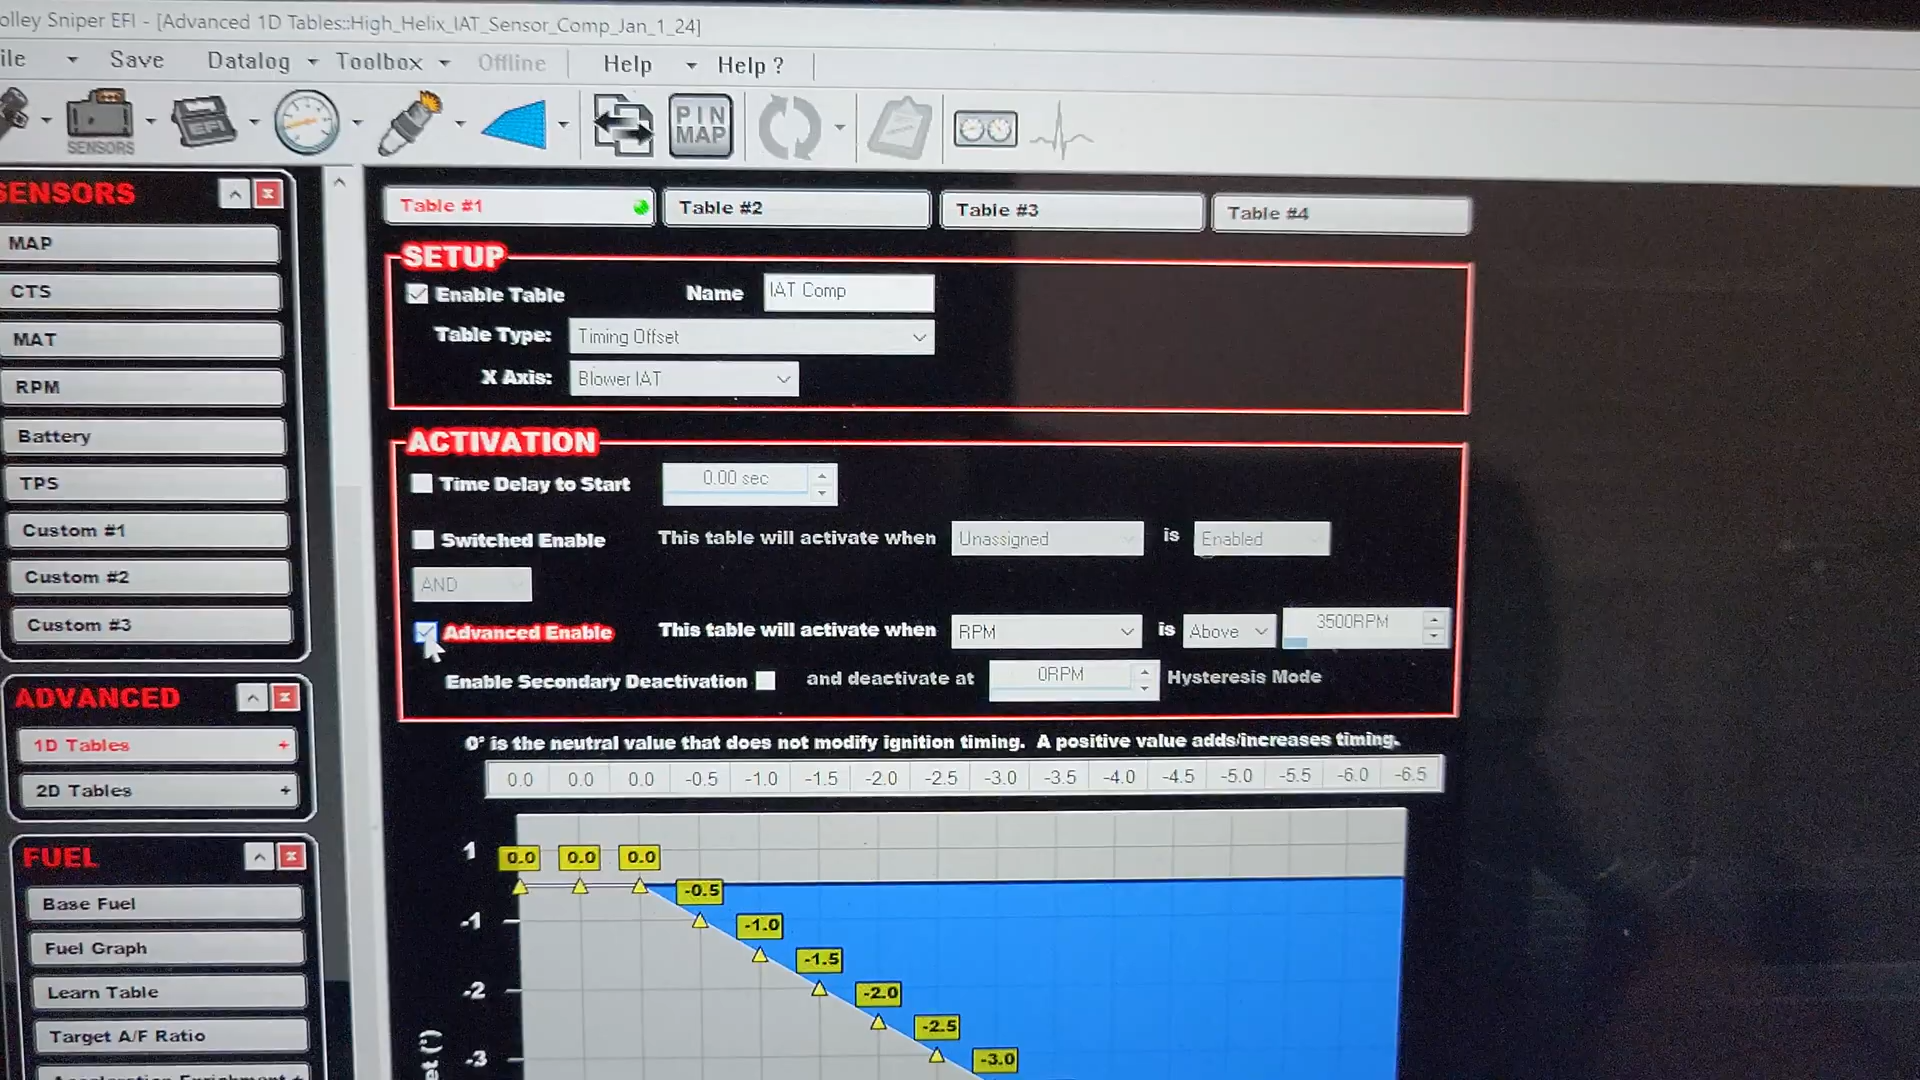 olley Sniper EFI - [Advanced 1D Tables::High_Helix_IAT_Sensor_Comp_Jan_1_24]
ile Save Datalog Toolbox Offline Help Help ?
SENSORS
EFI
PIN MAP
SENSORS
MAP
CTS
MAT
RPM
Battery
TPS
Custom #1
Custom #2
Custom #3
ADVANCED
1D Tables +
2D Tables +
FUEL
Base Fuel
Fuel Graph
Learn Table
Target A/F Ratio
Acceleration Enrichment +
Table #1 Table #2 Table #3 Table #4
SETUP
Enable Table Name IAT Comp
Table Type: Timing Offset
X Axis: Blower IAT
ACTIVATION
Time Delay to Start 0.00 sec
Switched Enable This table will activate when Unassigned is Enabled
AND
Advanced Enable This table will activate when RPM is Above 3500RPM
Enable Secondary Deactivation and deactivate at 0RPM Hysteresis Mode
0° is the neutral value that does not modify ignition timing. A positive value adds/increases timing.
0.0 0.0 0.0 -0.5 -1.0 -1.5 -2.0 -2.5 -3.0 -3.5 -4.0 -4.5 -5.0 -5.5 -6.0 -6.5
1
0.0 0.0 0.0
-0.5
-1
-1.0
-1.5
-2
-2.0
-2.5
-3
-3.0
et (°)